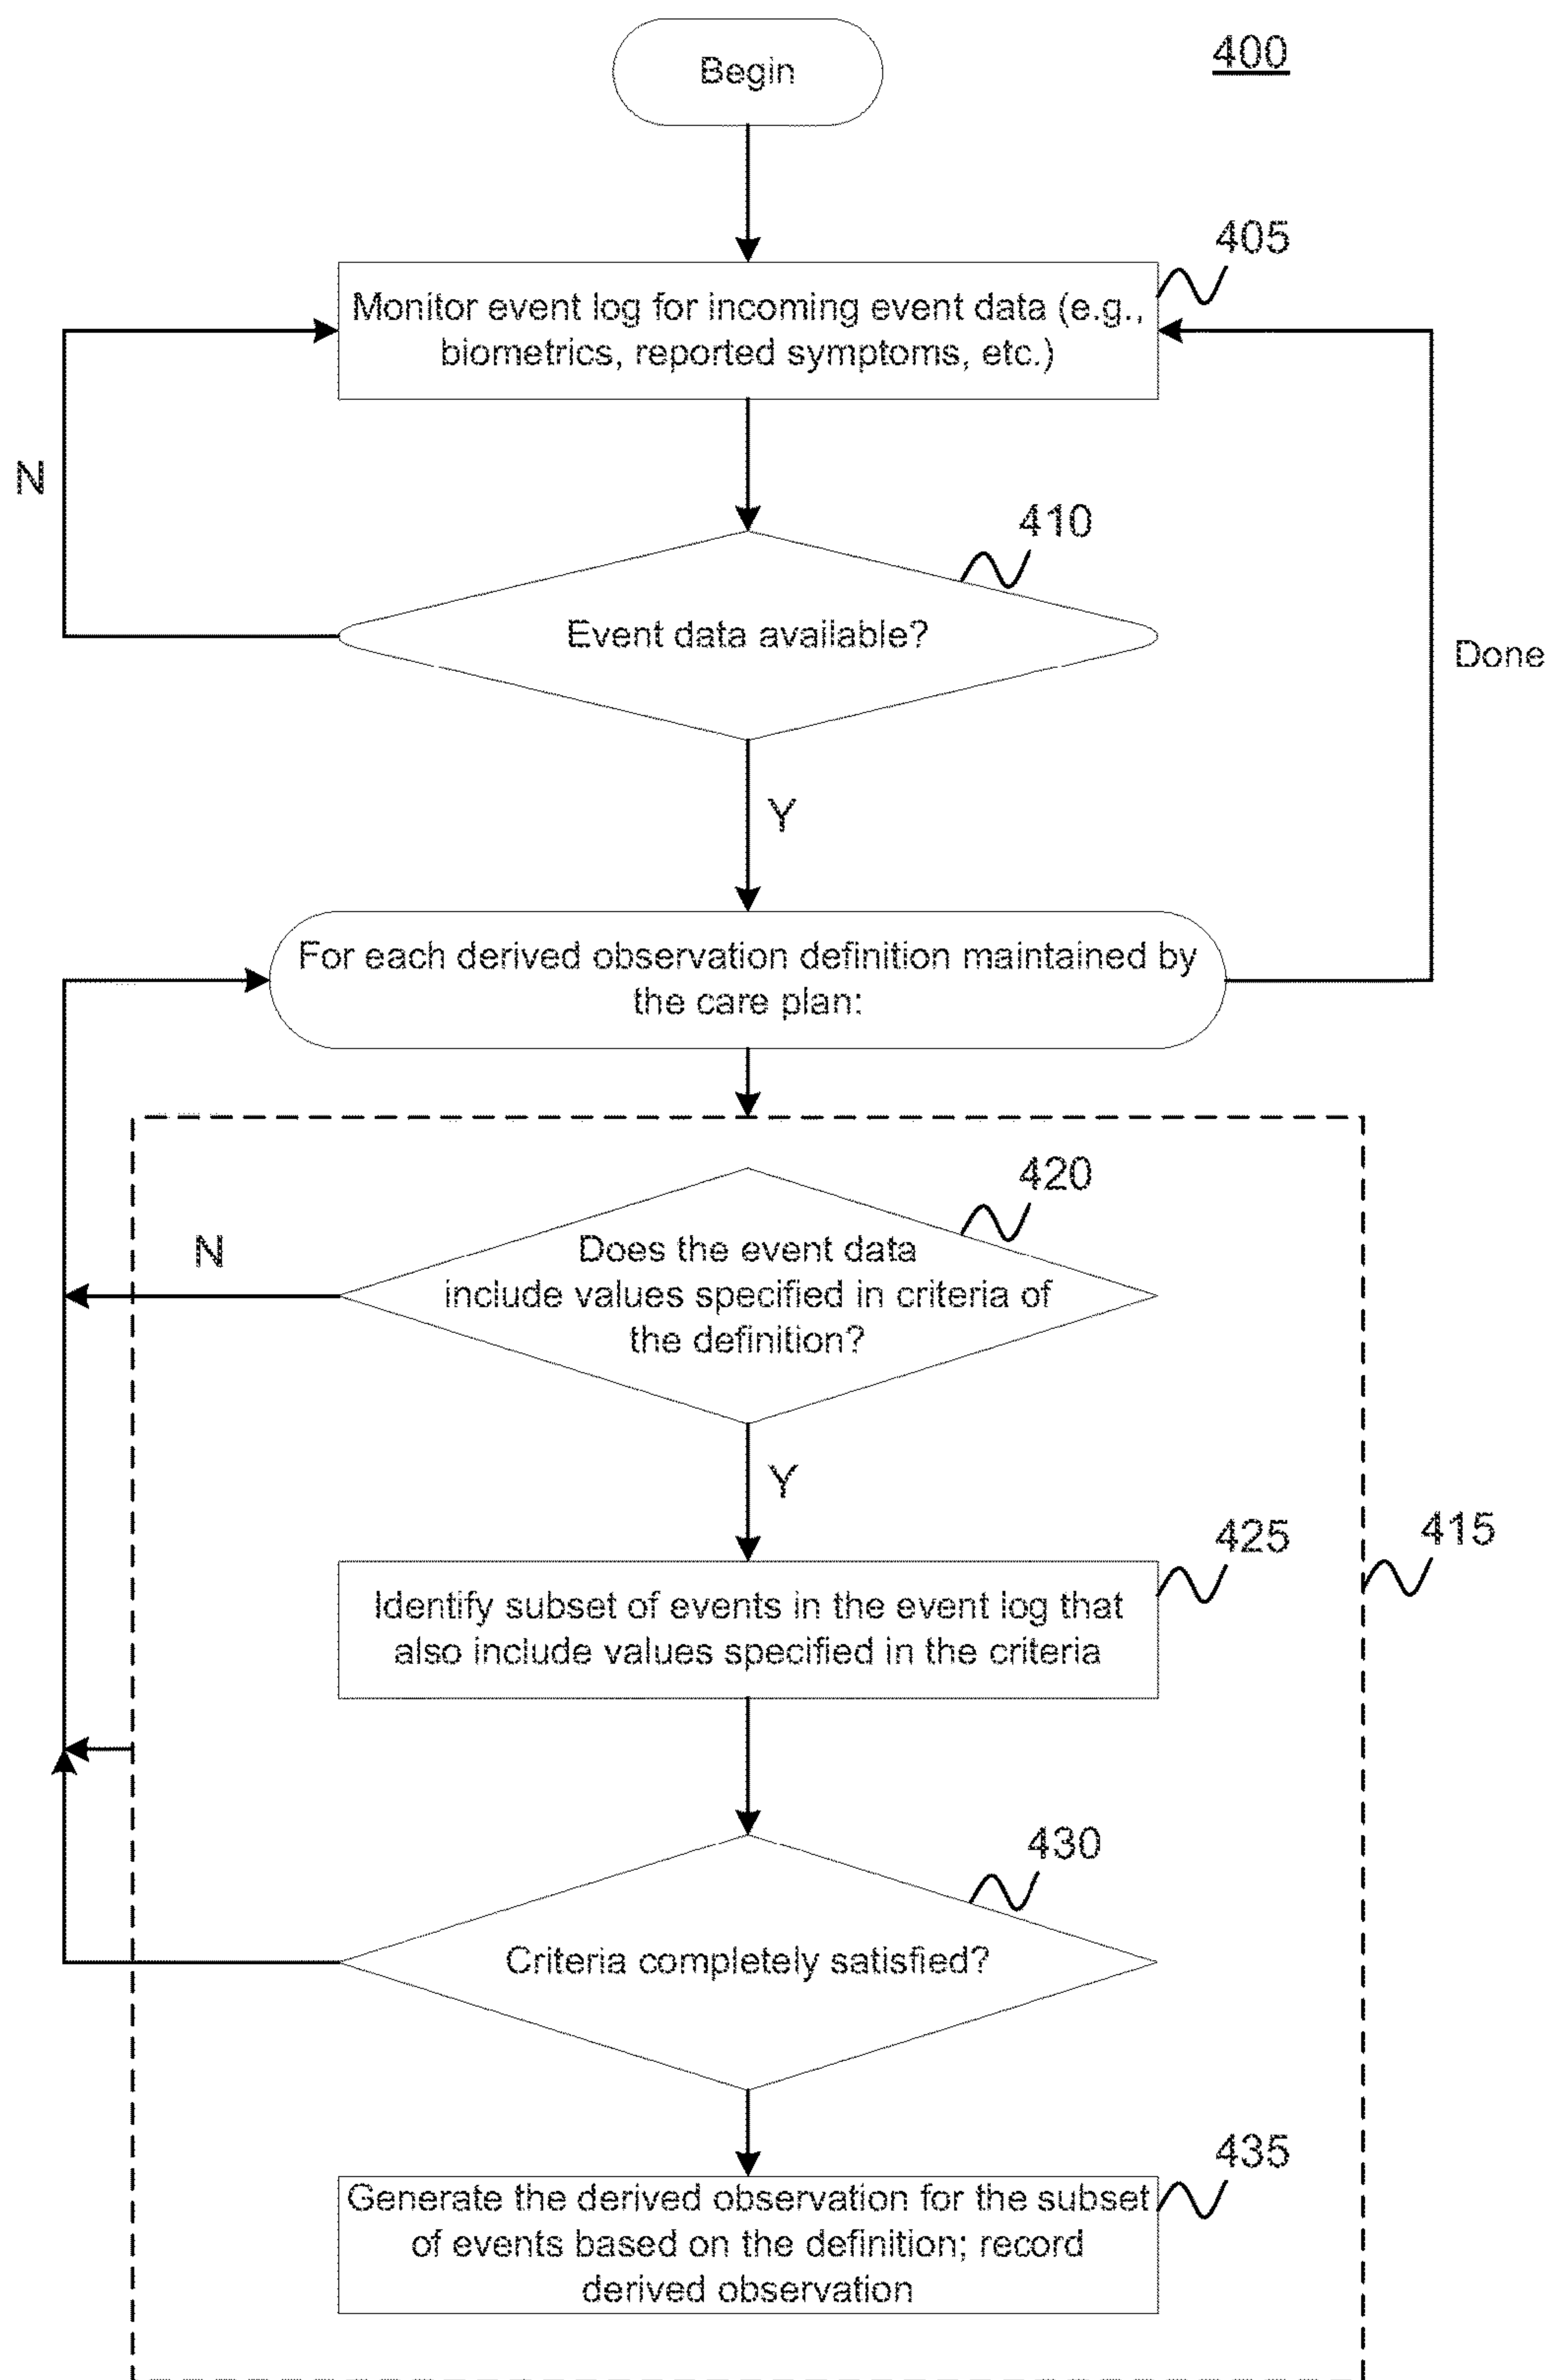 Begin
400
405
Monitor event log for incoming event data (e.g.,
biometrics, reported symptoms, etc.)
N
410
Event data available?
Done
Y
For each derived observation definition maintained by
the care plan:
420
N
Does the event data
include values specified in criteria of
the definition?
Y
425
415
Identify subset of events in the event log that
also include values specified in the criteria
430
Criteria completely satisfied?
435
Generate the derived observation for the subset
of events based on the definition; record
derived observation